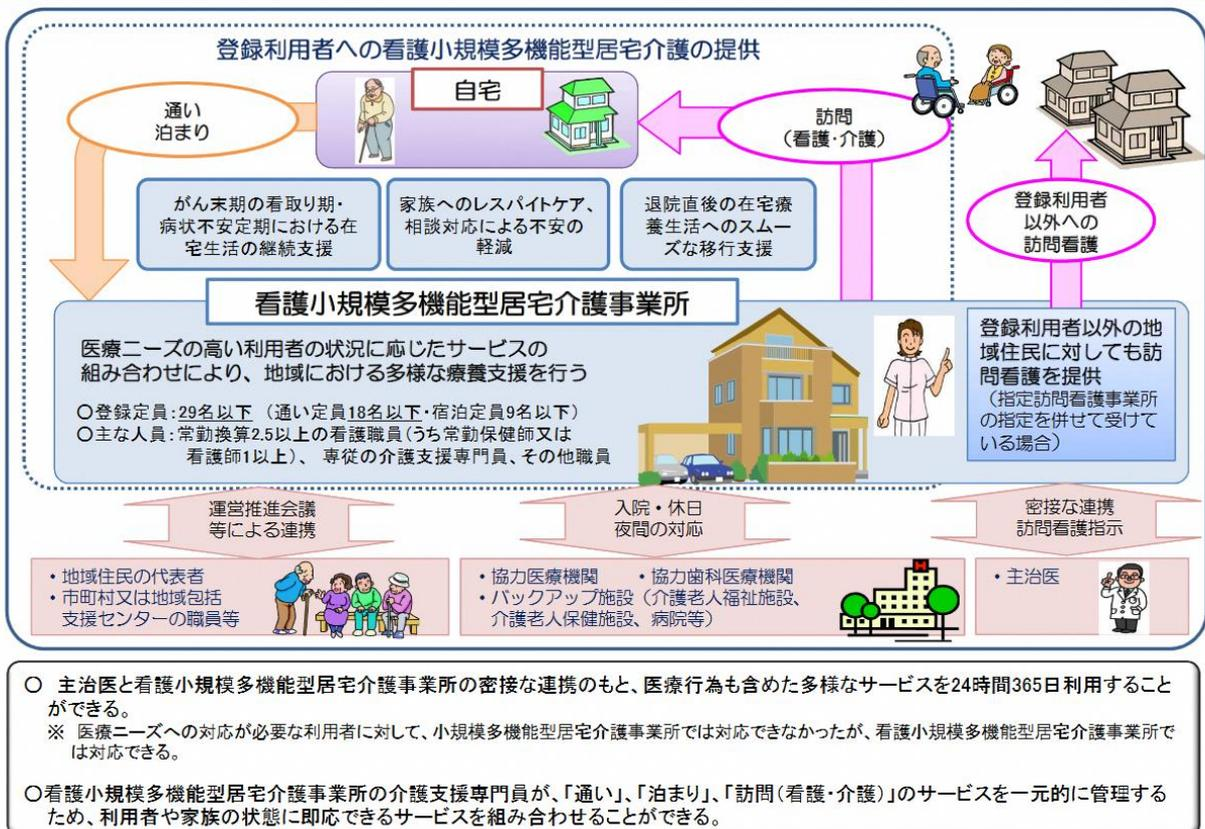 登録利用者への看護小規模多機能型居宅介護の提供
自宅
通い
泊まり
訪問
(看護・介護)
がん末期の看取り期・
病状不安定期における在
宅生活の継続支援
家族へのレスパイトケア、
相談対応による不安の
軽減
退院直後の在宅療
養生活へのスムー
ズな移行支援
登録利用者
以外への
訪問看護
看護小規模多機能型居宅介護事業所
医療ニーズの高い利用者の状況に応じたサービスの
組み合わせにより、地域における多様な療養支援を行う
○登録定員:29名以下 (通い定員18名以下・宿泊定員9名以下)
○主な人員:常勤換算2.5以上の看護職員(うち常勤保健師又は
看護師1以上)、 専従の介護支援専門員、その他職員
登録利用者以外の地
域住民に対しても訪
問看護を提供
(指定訪問看護事業所
の指定を併せて受けて
いる場合)
運営推進会議
等による連携
入院・休日
夜間の対応
密接な連携
訪問看護指示
・地域住民の代表者
・市町村又は地域包括
支援センターの職員等
・協力医療機関 ・協力歯科医療機関
・バックアップ施設(介護老人福祉施設、
介護老人保健施設、病院等)
H
・主治医
○ 主治医と看護小規模多機能型居宅介護事業所の密接な連携のもと、医療行為も含めた多様なサービスを24時間365日利用すること
ができる。
※ 医療ニーズへの対応が必要な利用者に対して、小規模多機能型居宅介護事業所では対応できなかったが、看護小規模多機能型居宅介護事業所で
は対応できる。
○看護小規模多機能型居宅介護事業所の介護支援専門員が、「通い」、「泊まり」、「訪問(看護・介護)」のサービスを一元的に管理する
ため、利用者や家族の状態に即応できるサービスを組み合わせることができる。